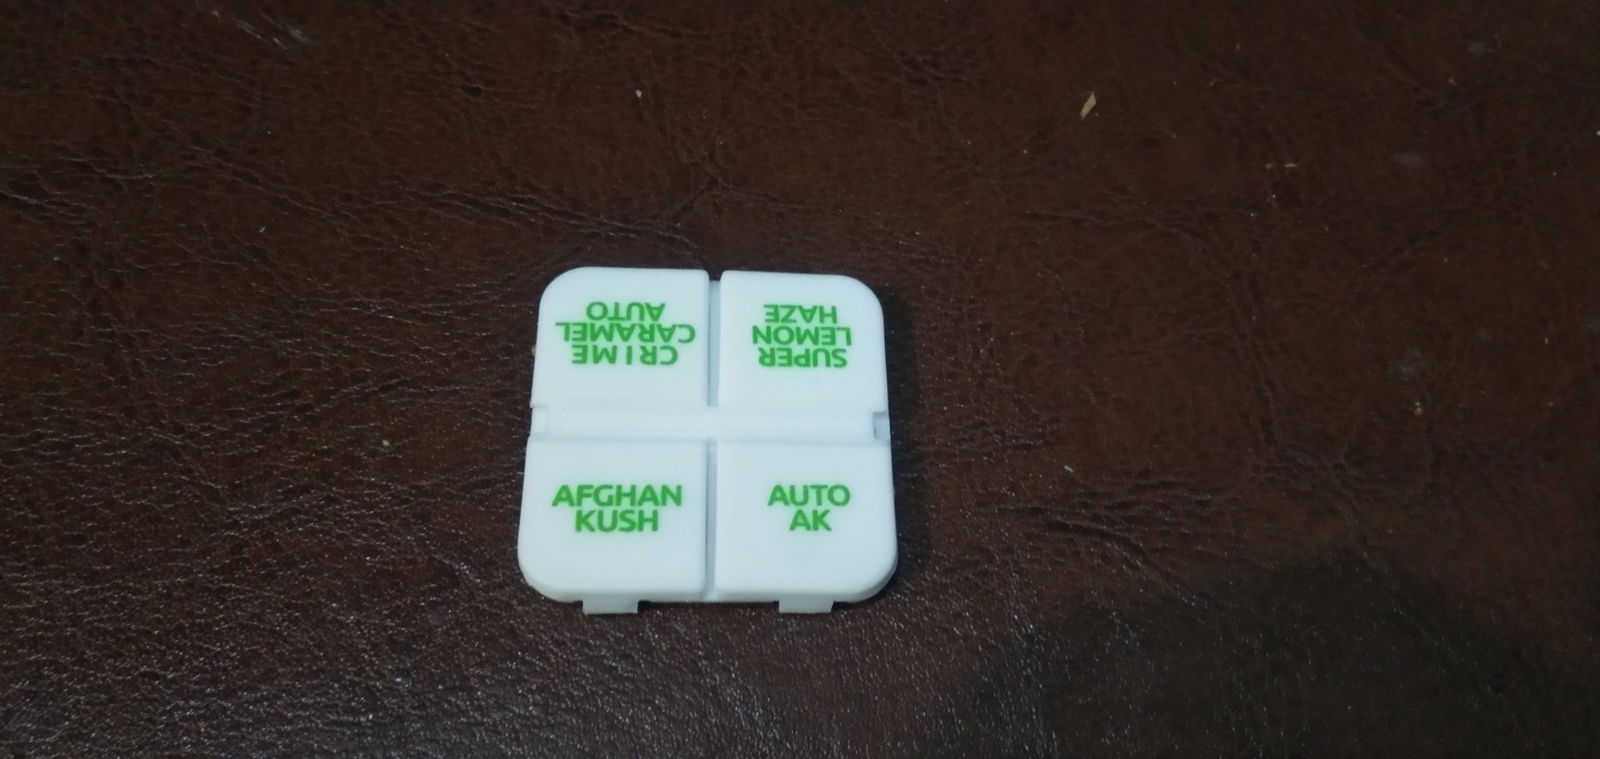 CRIME
CARAMEL
AUTO
SUPER
LEMON
HAZE
AFGHAN
KUSH
AUTO
AK